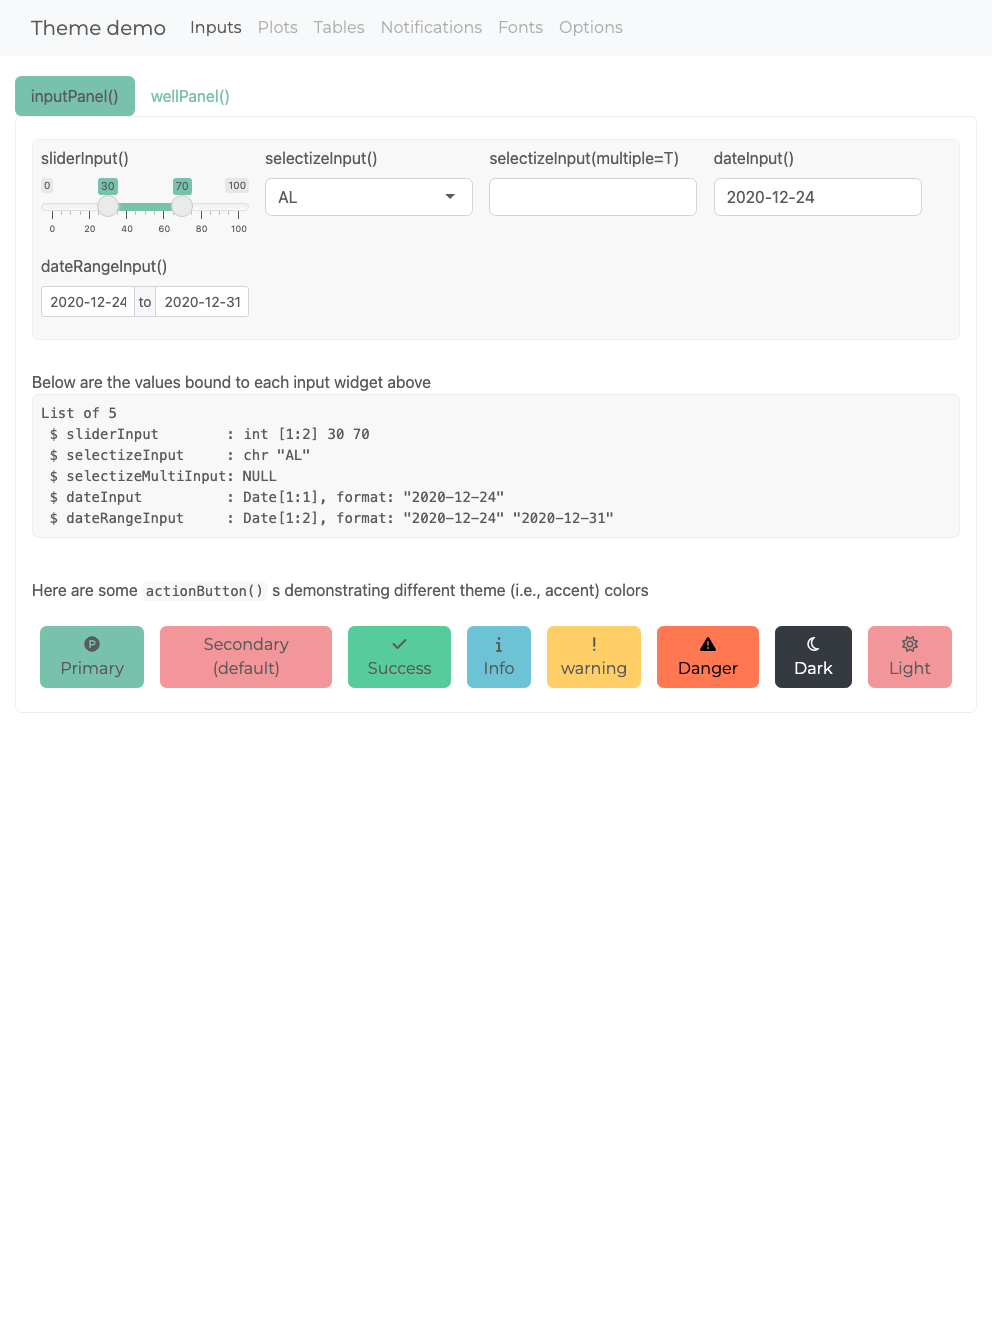 Theme demo Inputs Plots Tables Notifications Fonts Options
inputPanel() wellPanel()
sliderInput() selectizeInput() selectizeInput(multiple=T) dateInput()
0 30 70 100
AL 2020-12-24
0 20 40 60 80 100
dateRangeInput()
2020-12-24 to 2020-12-31
Below are the values bound to each input widget above
List of 5
$ sliderInput : int [1:2] 30 70
$ selectizeInput : chr "AL"
$ selectizeMultiInput: NULL
$ dateInput : Date[1:1], format: "2020-12-24"
$ dateRangeInput : Date[1:2], format: "2020-12-24" "2020-12-31"
Here are some actionButton() s demonstrating different theme (i.e., accent) colors
Primary
Secondary
(default)
Success
Info
warning
Danger
Dark
Light